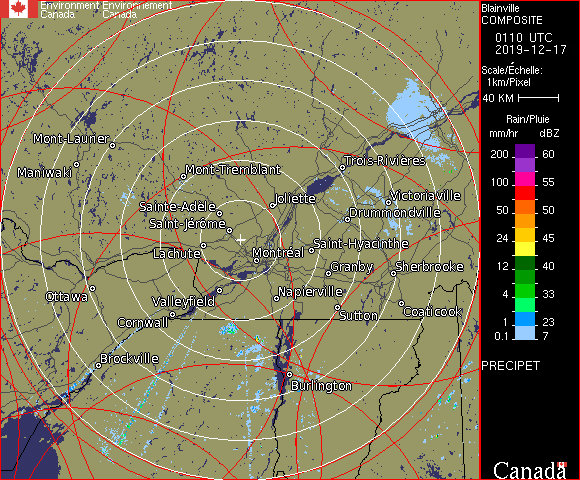 Environment Environnement
Canada Canada
Blainville
COMPOSITE
0110 UTC
2019-12-17
Scale/Échelle:
1km/Pixel
40 KM
Rain/Pluie
mm/hr dBZ
200 60
100 55
50 50
24 45
12 40
4 33
1 23
0.1 7
PRECIPET
Canada
Mont-Laurier
Maniwaki
Mont-Tremblant
Trois-Rivières
Joliette
Victoriaville
Sainte-Adèle
Drummondville
Saint-Jérôme
Saint-Hyacinthe
Lachute
Montréal
Granby
Sherbrooke
Ottawa
Valleyfield
Napierville
Coaticook
Cornwall
Sutton
Brockville
Burlington